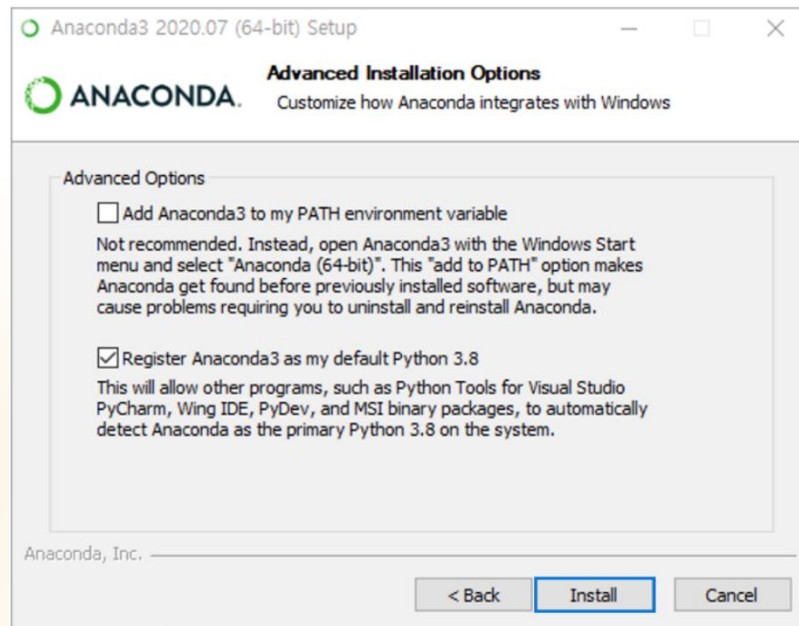 Anaconda3 2020.07 (64-bit) Setup
ANACONDA.
Advanced Installation Options
Customize how Anaconda integrates with Windows
Advanced Options
Add Anaconda3 to my PATH environment variable
Not recommended. Instead, open Anaconda3 with the Windows Start
menu and select "Anaconda (64-bit)". This "add to PATH" option makes
Anaconda get found before previously installed software, but may
cause problems requiring you to uninstall and reinstall Anaconda.
Register Anaconda3 as my default Python 3.8
This will allow other programs, such as Python Tools for Visual Studio
PyCharm, Wing IDE, PyDev, and MSI binary packages, to automatically
detect Anaconda as the primary Python 3.8 on the system.
Anaconda, Inc.
< Back
Install
Cancel